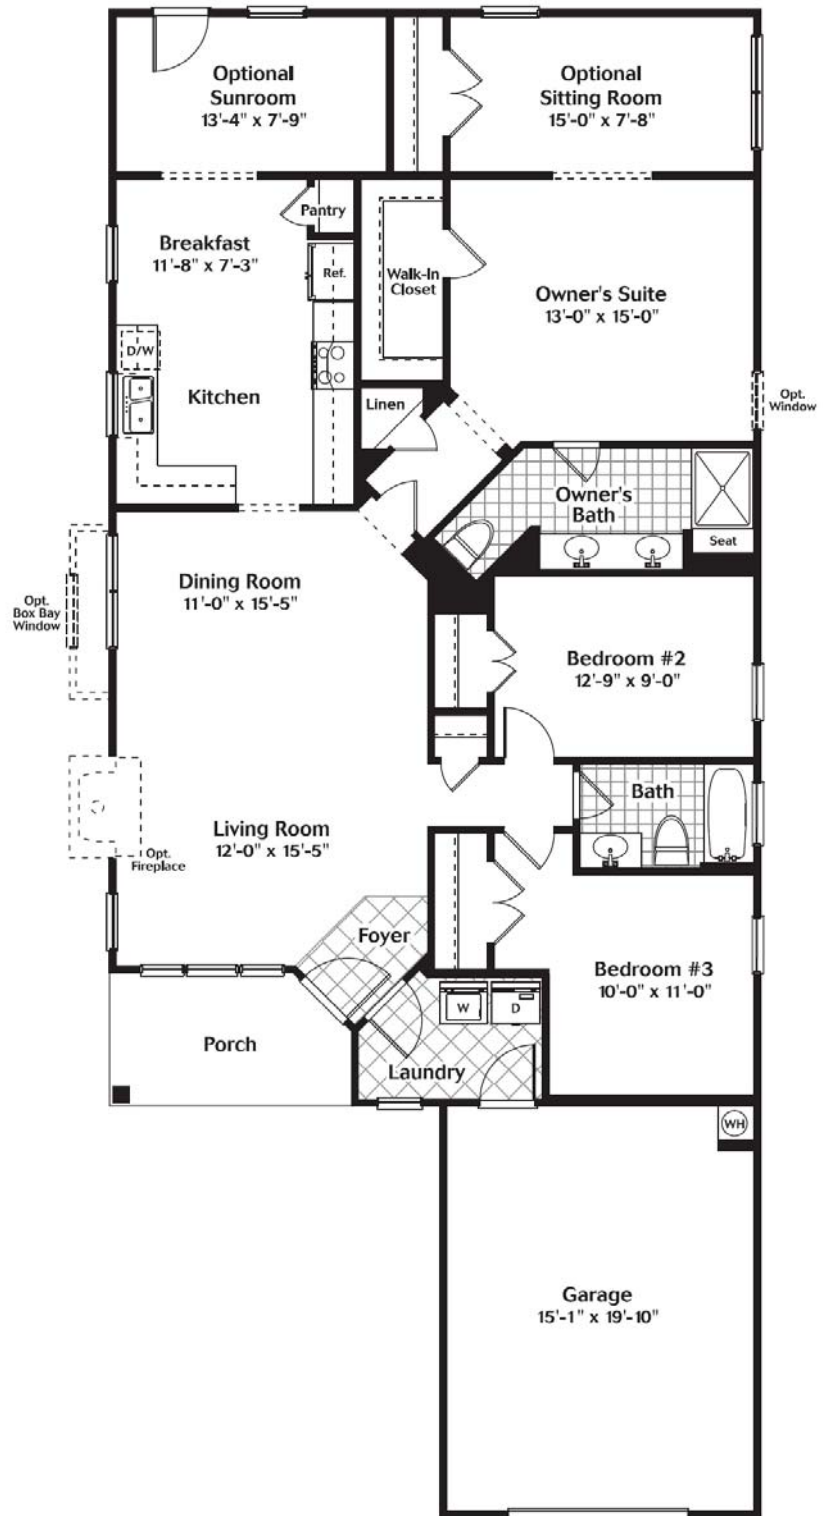 Optional
Sunroom
13'-4" x 7'-9"
Optional
Sitting Room
15'-0" x 7'-8"
Pantry
Breakfast
11'-8" x 7'-3"
Ref.
Walk-In
Closet
Owner's Suite
13'-0" x 15'-0"
D/W
Kitchen
Linen
Opt.
Window
Owner's
Bath
Seat
Dining Room
11'-0" x 15'-5"
Opt.
Box Bay
Window
Bedroom #2
12'-9" x 9'-0"
Bath
Living Room
12'-0" x 15'-5"
Opt.
Fireplace
Foyer
Bedroom #3
10'-0" x 11'-0"
W
D
Porch
Laundry
WH
Garage
15'-1" x 19'-10"